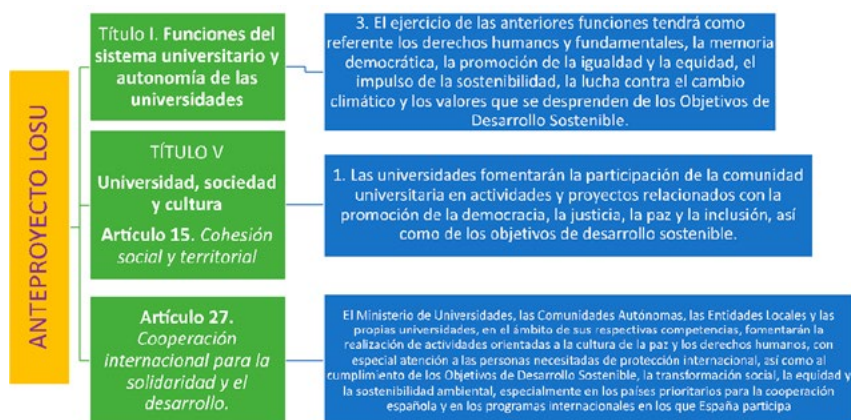 ANTEPROYECTO LOSU
Título I. Funciones del
sistema universitario y
autonomía de las
universidades
3. El ejercicio de las anteriores funciones tendrá como
referente los derechos humanos y fundamentales, la memoria
democrática, la promoción de la igualdad y la equidad, el
impulso de la sostenibilidad, la lucha contra el cambio
climático y los valores que se desprenden de los Objetivos de
Desarrollo Sostenible.
TÍTULO V
Universidad, sociedad
y cultura
Artículo 15. Cohesión
social y territorial
1. Las universidades fomentarán la participación de la comunidad
universitaria en actividades y proyectos relacionados con la
promoción de la democracia, la justicia, la paz y la inclusión, así
como de los objetivos de desarrollo sostenible.
Artículo 27.
Cooperación
internacional para la
solidaridad y el
desarrollo.
El Ministerio de Universidades, las Comunidades Autónomas, las Entidades Locales y las
propias universidades, en el ámbito de sus respectivas competencias, fomentarán la
realización de actividades orientadas a la cultura de la paz y los derechos humanos, con
especial atención a las personas necesitadas de protección internacional, así como al
cumplimiento de los Objetivos de Desarrollo Sostenible, la transformación social, la equidad y
la sostenibilidad ambiental, especialmente en los países prioritarios para la cooperación
española y en los programas internacionales en los que España participa